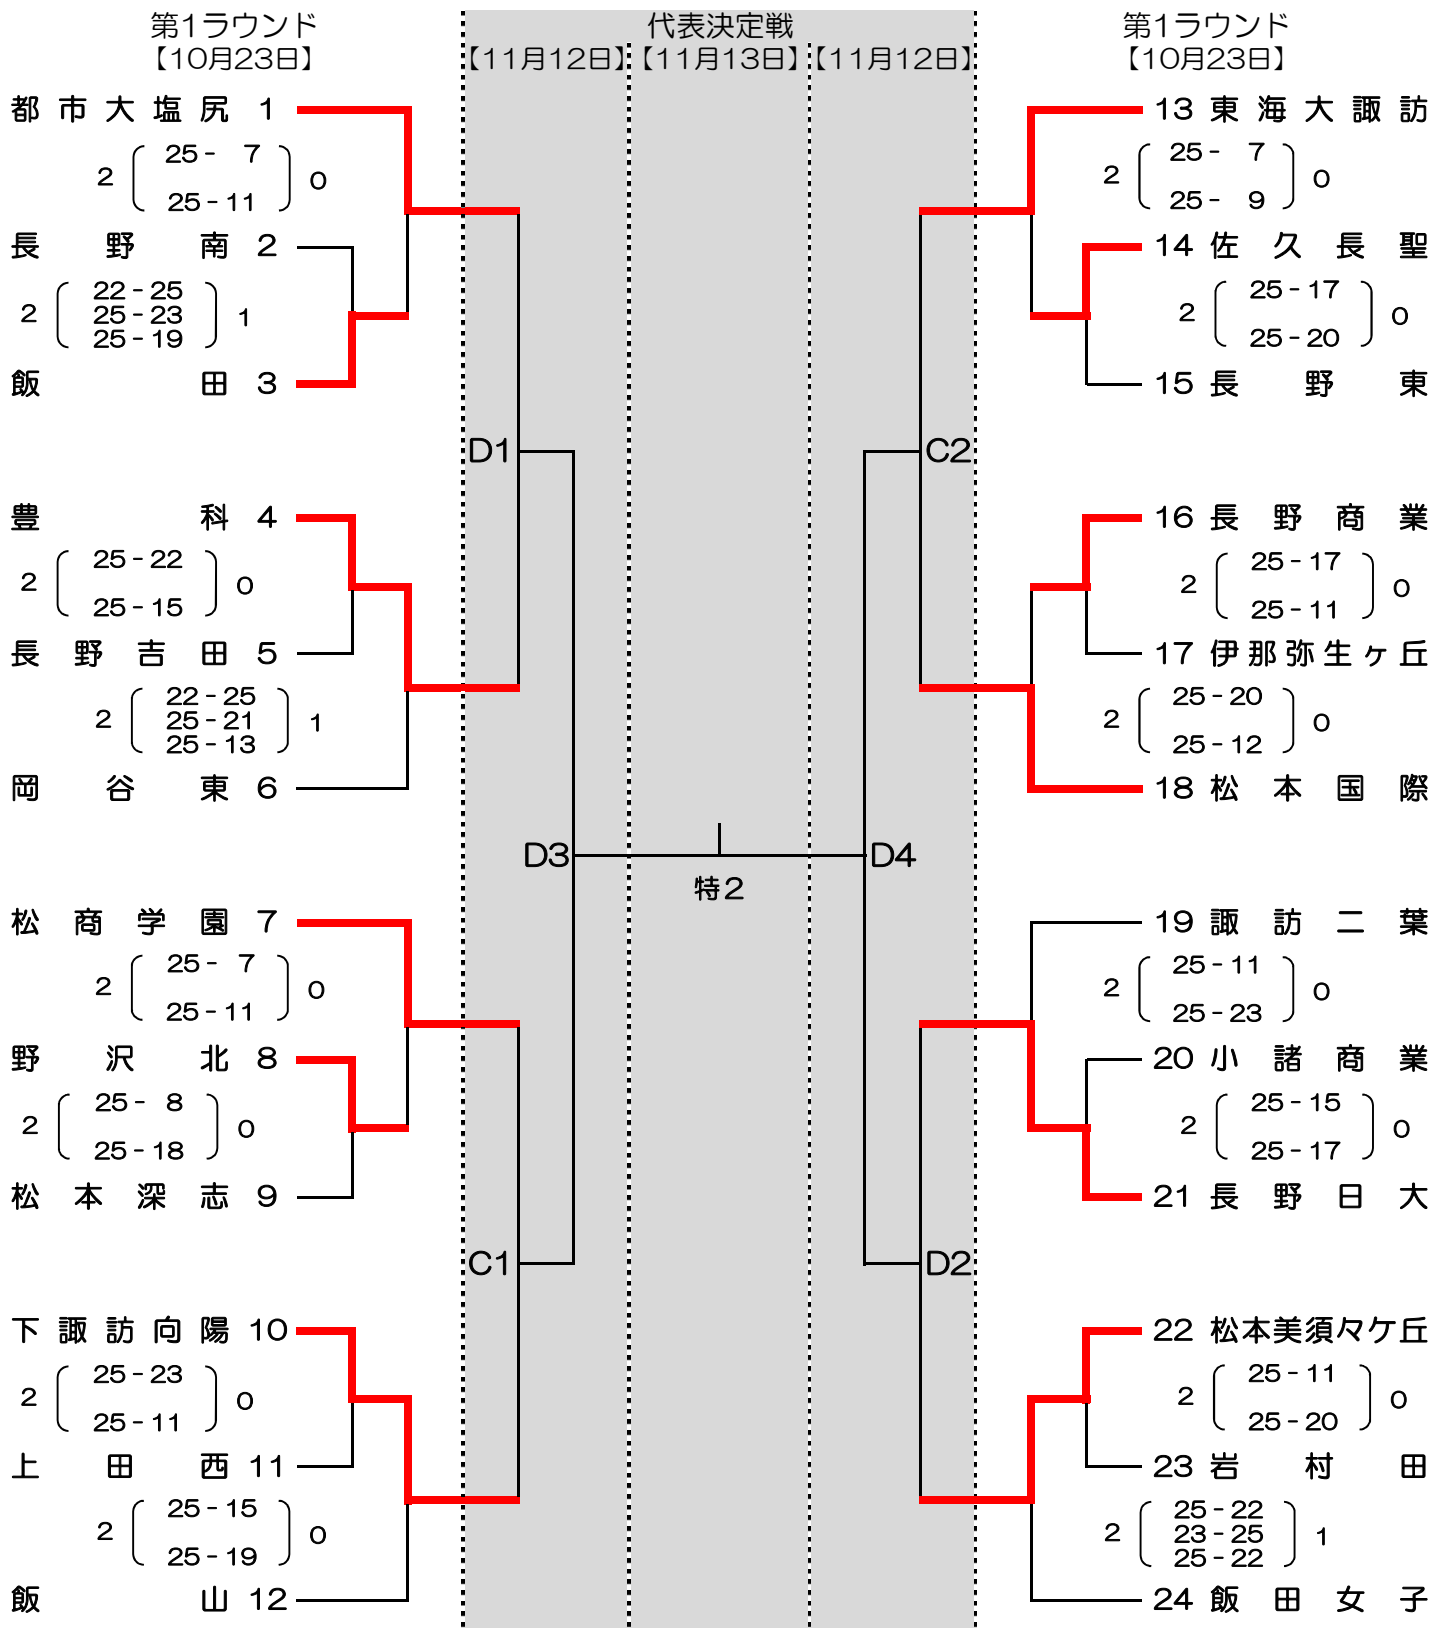 第1ラウンド
【10月23日】
代表決定戦
【11月12日】
【11月13日】
【11月12日】
第1ラウンド
【10月23日】
都市大塩尻 1
2 25- 7 0
25-11
長野南 2
2 22-25 1
25-23
25-19
飯田 3
D1
豊科 4
2 25-22 0
25-15
長野吉田 5
2 22-25 1
25-21
25-13
岡谷東 6
D3
松商学園 7
2 25- 7 0
25-11
野沢北 8
2 25- 8 0
25-18
松本深志 9
C1
下諏訪向陽 10
2 25-23 0
25-11
上田西 11
2 25-15 0
25-19
飯山 12
特2
13 東海大諏訪
2 25- 7 0
25- 9
14 佐久長聖
2 25-17 0
25-20
15 長野東
C2
16 長野商業
2 25-17 0
25-11
17 伊那弥生ヶ丘
2 25-20 0
25-12
18 松本国際
D4
19 諏訪二葉
2 25-11 0
25-23
20 小諸商業
2 25-15 0
25-17
21 長野日大
D2
22 松本美須々ケ丘
2 25-11 0
25-20
23 岩村田
2 25-22 1
23-25
25-22
24 飯田女子